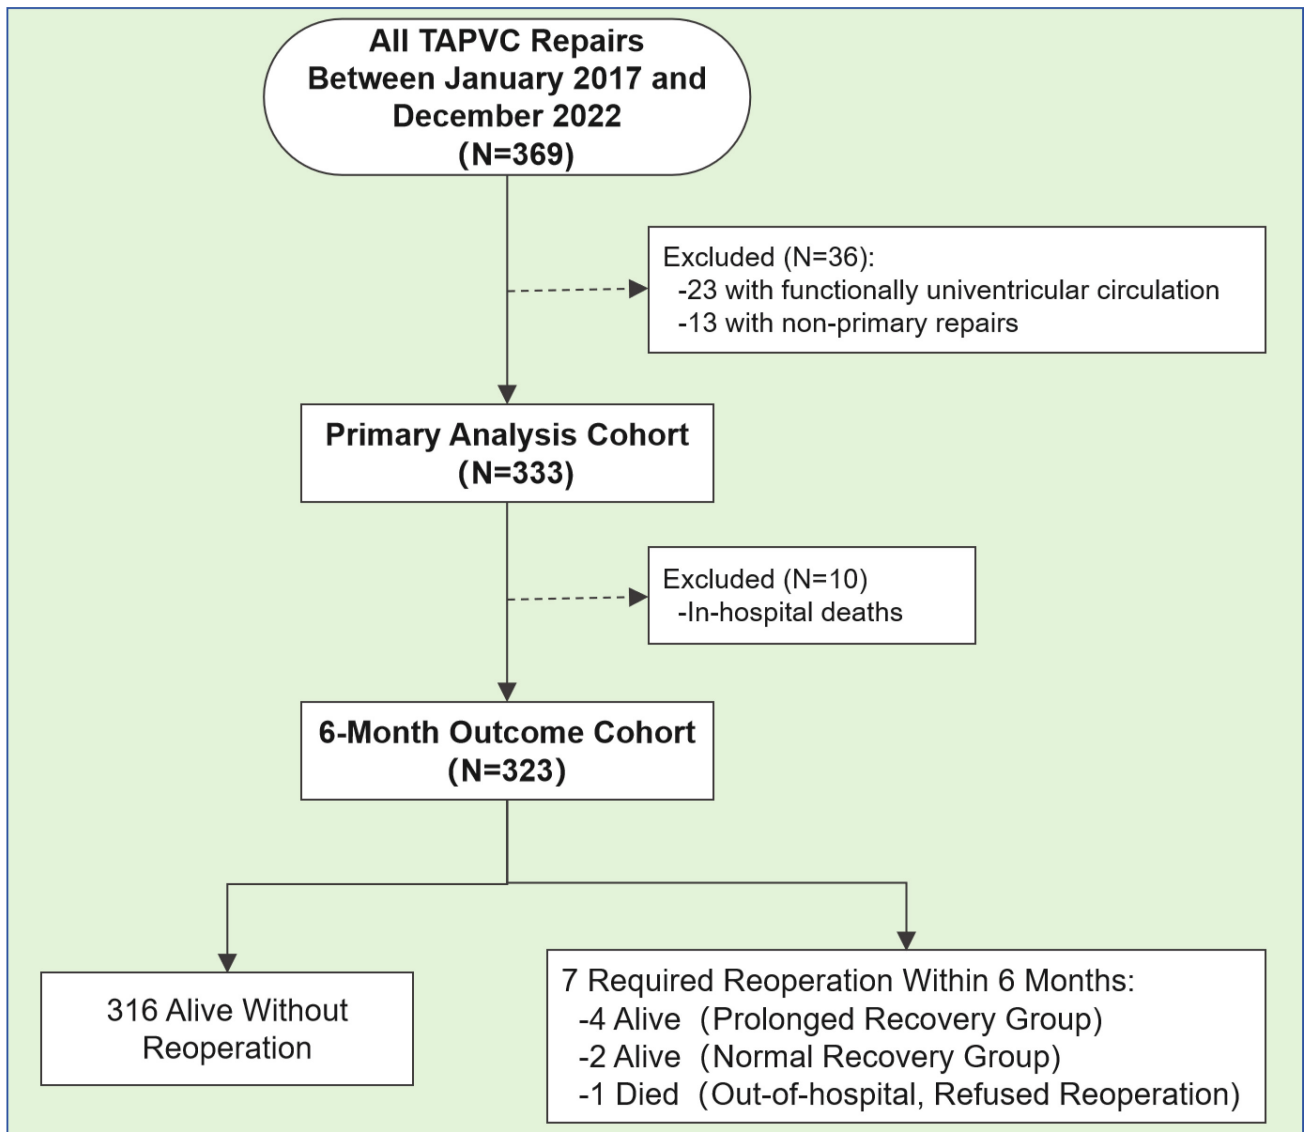 All TAPVC Repairs
Between January 2017 and
December 2022
(N=369)
Excluded (N=36):
-23 with functionally univentricular circulation
-13 with non-primary repairs
Primary Analysis Cohort
(N=333)
Excluded (N=10)
-In-hospital deaths
6-Month Outcome Cohort
(N=323)
316 Alive Without
Reoperation
7 Required Reoperation Within 6 Months:
-4 Alive (Prolonged Recovery Group)
-2 Alive (Normal Recovery Group)
-1 Died (Out-of-hospital, Refused Reoperation)